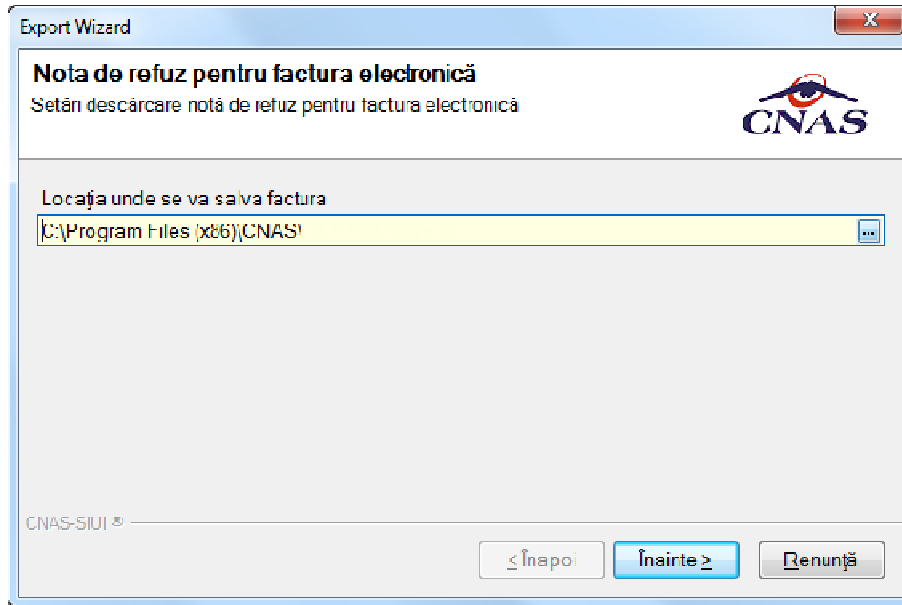 Export Wizard
Nota de refuz pentru factura electronică
Setări descărcare notă de refuz pentru factura electronică
CNAS
Locația unde se va salva factura
C:\Program Files (x86)\CNAS\
...
CNAS-SIUI ®
< Înapoi
Înainte >
Renunță